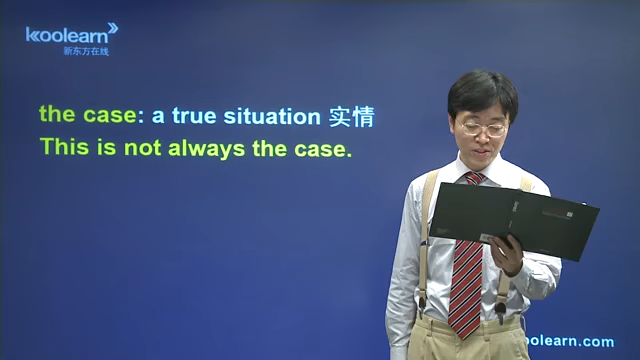 koolearn
新东方在线
the case: a true situation 实情
This is not always the case.
oolearn.com